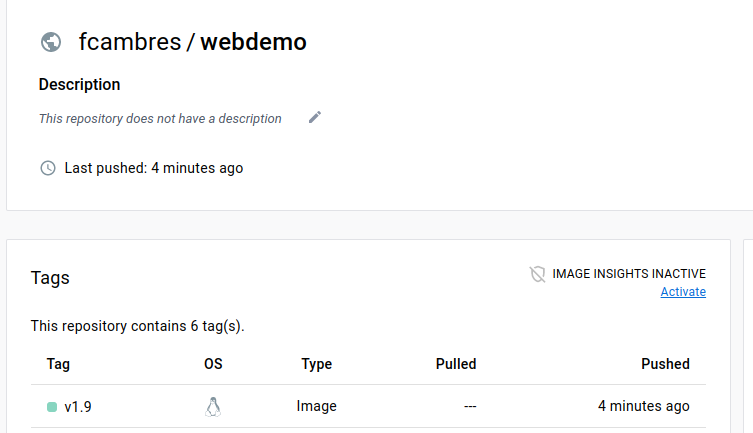 fcambres / webdemo
Description
This repository does not have a description
Last pushed: 4 minutes ago
Tags
IMAGE INSIGHTS INACTIVE
Activate
This repository contains 6 tag(s).
Tag OS Type Pulled Pushed
v1.9 Image --- 4 minutes ago